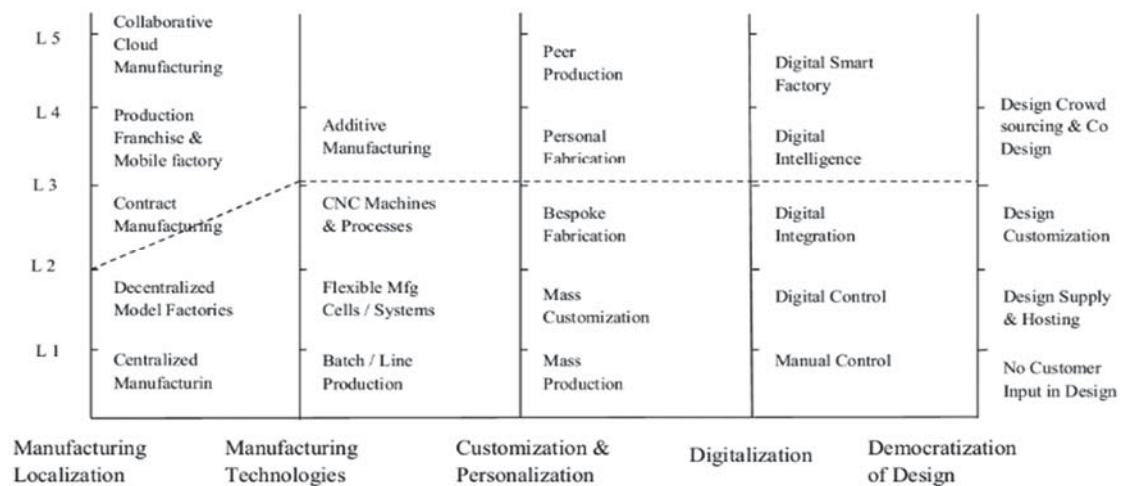 L 5
L 4
L 3
L 2
L 1
Collaborative
Cloud
Manufacturing
Production
Franchise &
Mobile factory
Contract
Manufacturing
Decentralized
Model Factories
Centralized
Manufacturin
Additive
Manufacturing
CNC Machines
& Processes
Flexible Mfg
Cells / Systems
Batch / Line
Production
Peer
Production
Personal
Fabrication
Bespoke
Fabrication
Mass
Customization
Mass
Production
Digital Smart
Factory
Digital
Intelligence
Digital
Integration
Digital Control
Manual Control
Design Crowd
sourcing & Co
Design
Design
Customization
Design Supply
& Hosting
No Customer
Input in Design
Manufacturing
Localization
Manufacturing
Technologies
Customization &
Personalization
Digitalization
Democratization
of Design